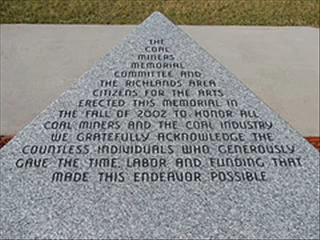 THE
COAL
MINERS
MEMORIAL
COMMITTEE AND
THE RICHLANDS AREA
CITIZENS FOR THE ARTS
ERECTED THIS MEMORIAL IN
THE FALL OF 2002 TO HONOR ALL
COAL MINERS AND THE COAL INDUSTRY
WE GRATEFULLY ACKNOWLEDGE THE
COUNTLESS INDIVIDUALS WHO GENEROUSLY
GAVE THE TIME, LABOR AND FUNDING THAT
MADE THIS ENDEAVOR POSSIBLE